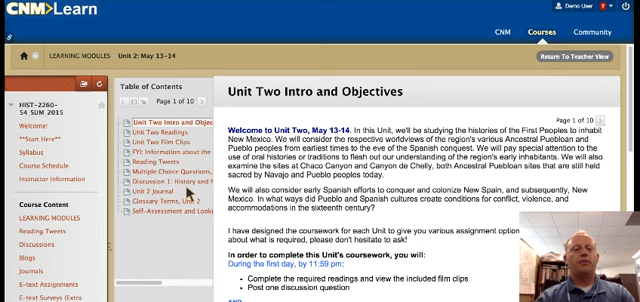 CNM Learn
Demo User 7
CNM Courses Community
LEARNING MODULES Unit 2: May 13-14
Return To Teacher View
HIST-2260-
54 SUM 2015
Welcome!
**Start Here**
Syllabus
Course Schedule
Instructor Information
Course Content
LEARNING MODULES
Reading Tweets
Discussions
Blogs
Journals
E-text Assignments
E-text Surveys (Extra
Table of Contents
Page 1 of 10
Unit Two Intro and Objec
Unit Two Readings
Unit Two Film Clips
FYI: Information about the
Reading Tweets
Multiple Choice Questions,
Discussion 1: History and
Unit 2 Journal
Glossary Terms, Unit 2
Self-Assessment and Looki
Unit Two Intro and Objectives
Page 1 of 10
Welcome to Unit Two, May 13-14. In this Unit, we'll be studying the histories of the First Peoples to inhabit
New Mexico. We will consider the respective worldviews of the region's various Ancestral Puebloan and
Pueblo peoples from earliest times to the eve of the Spanish conquest. We will pay special attention to the
use of oral histories or traditions to flesh out our understanding of the region's early inhabitants. We will also
examine the sites at Chaco Canyon and Canyon de Chelly, both Ancestral Puebloan sites that are still held
sacred by Navajo and Pueblo peoples today.
We will also consider early Spanish efforts to conquer and colonize New Spain, and subsequently, New
Mexico. In what ways did Pueblo and Spanish cultures create conditions for conflict, violence, and
accommodations in the sixteenth century?
I have designed the coursework for each Unit to give you various assignment option
about what is required, please don't hesitate to ask!
In order to complete this Unit's coursework, you will:
During the first day, by 11:59 pm:
• Complete the required readings and view the included film clips
• Post one discussion question
AND